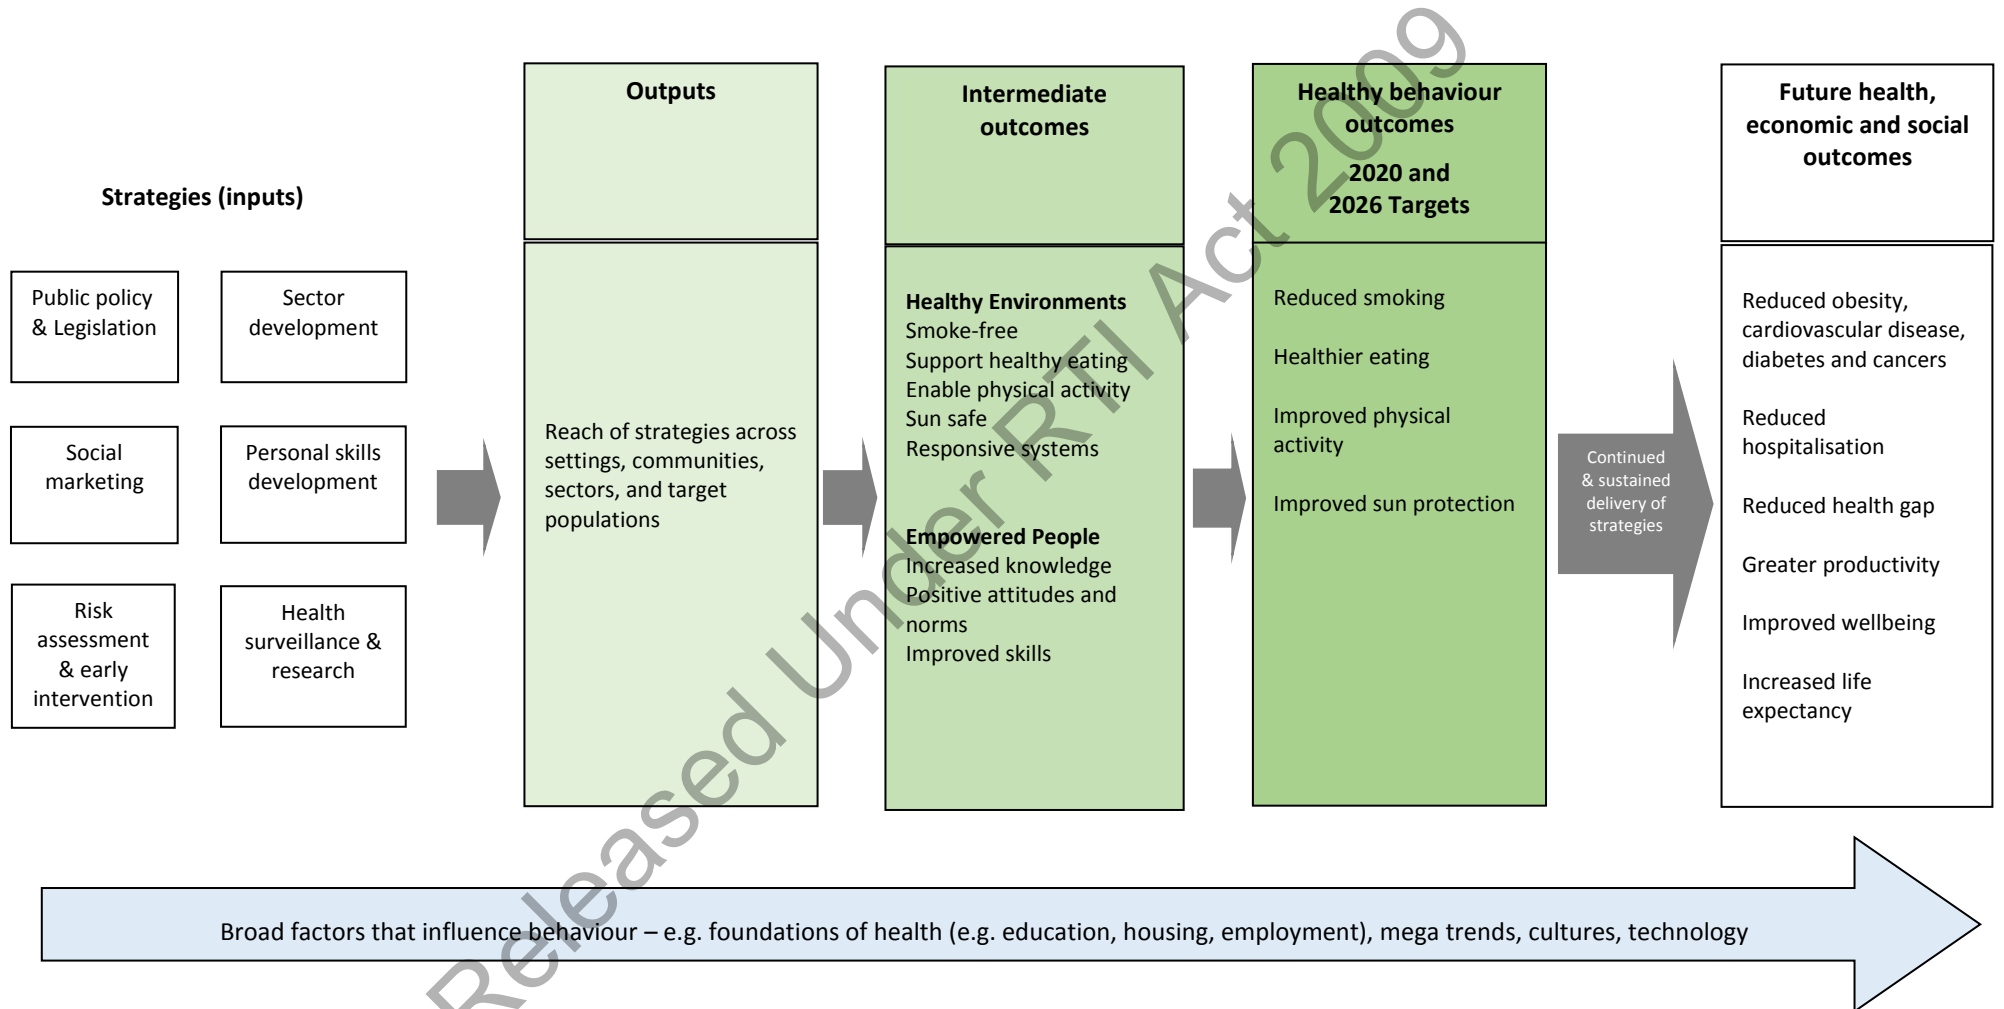 Strategies (inputs)
Public policy
& Legislation
Sector
development
Social
marketing
Personal skills
development
Risk
assessment
& early
intervention
Health
surveillance &
research
Outputs
Reach of strategies across
settings, communities,
sectors, and target
populations
Intermediate
outcomes
Healthy Environments
Smoke-free
Support healthy eating
Enable physical activity
Sun safe
Responsive systems
Empowered People
Increased knowledge
Positive attitudes and
norms
Improved skills
Healthy behaviour
outcomes
2020 and
2026 Targets
Reduced smoking
Healthier eating
Improved physical
activity
Improved sun protection
Continued
& sustained
delivery of
strategies
Future health,
economic and social
outcomes
Reduced obesity,
cardiovascular disease,
diabetes and cancers
Reduced
hospitalisation
Reduced health gap
Greater productivity
Improved wellbeing
Increased life
expectancy
Broad factors that influence behaviour – e.g. foundations of health (e.g. education, housing, employment), mega trends, cultures, technology
Released Under RTI Act 2009